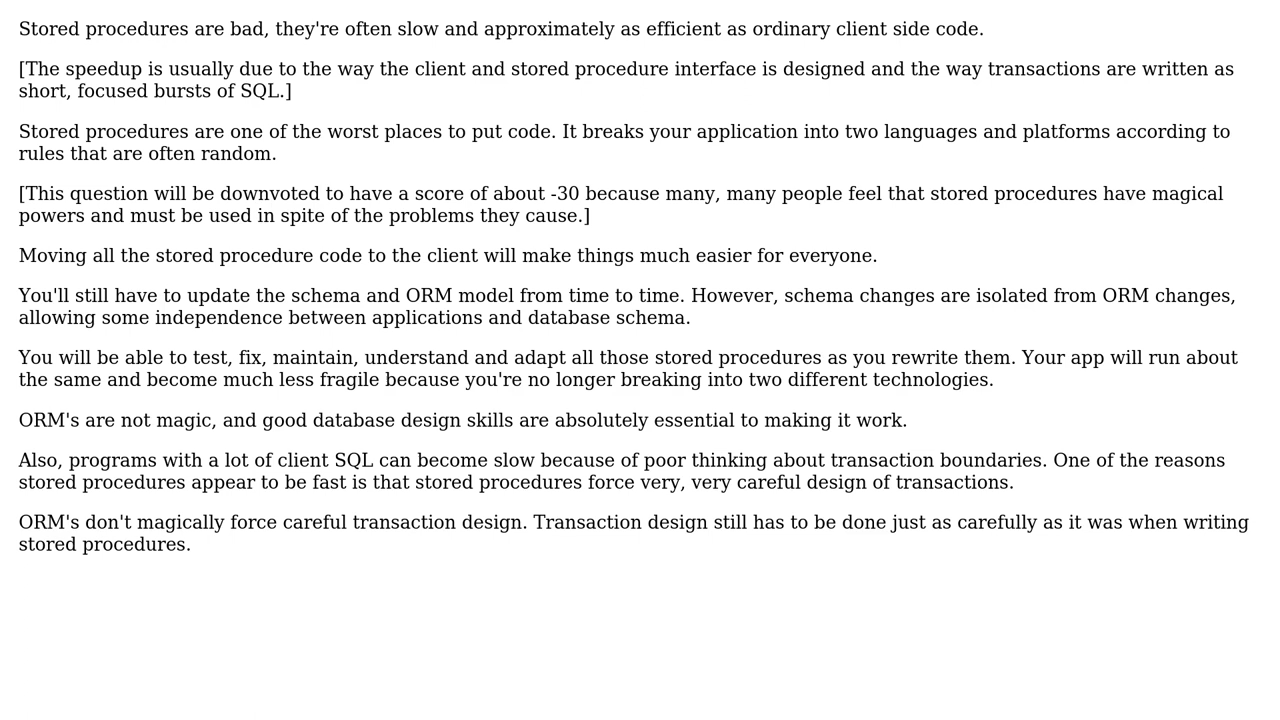 Stored procedures are bad, they're often slow and approximately as efficient as ordinary client side code.
[The speedup is usually due to the way the client and stored procedure interface is designed and the way transactions are written as
short, focused bursts of SQL.]
Stored procedures are one of the worst places to put code. It breaks your application into two languages and platforms according to
rules that are often random.
[This question will be downvoted to have a score of about -30 because many, many people feel that stored procedures have magical
powers and must be used in spite of the problems they cause.]
Moving all the stored procedure code to the client will make things much easier for everyone.
You'll still have to update the schema and ORM model from time to time. However, schema changes are isolated from ORM changes,
allowing some independence between applications and database schema.
You will be able to test, fix, maintain, understand and adapt all those stored procedures as you rewrite them. Your app will run about
the same and become much less fragile because you're no longer breaking into two different technologies.
ORM's are not magic, and good database design skills are absolutely essential to making it work.
Also, programs with a lot of client SQL can become slow because of poor thinking about transaction boundaries. One of the reasons
stored procedures appear to be fast is that stored procedures force very, very careful design of transactions.
ORM's don't magically force careful transaction design. Transaction design still has to be done just as carefully as it was when writing
stored procedures.